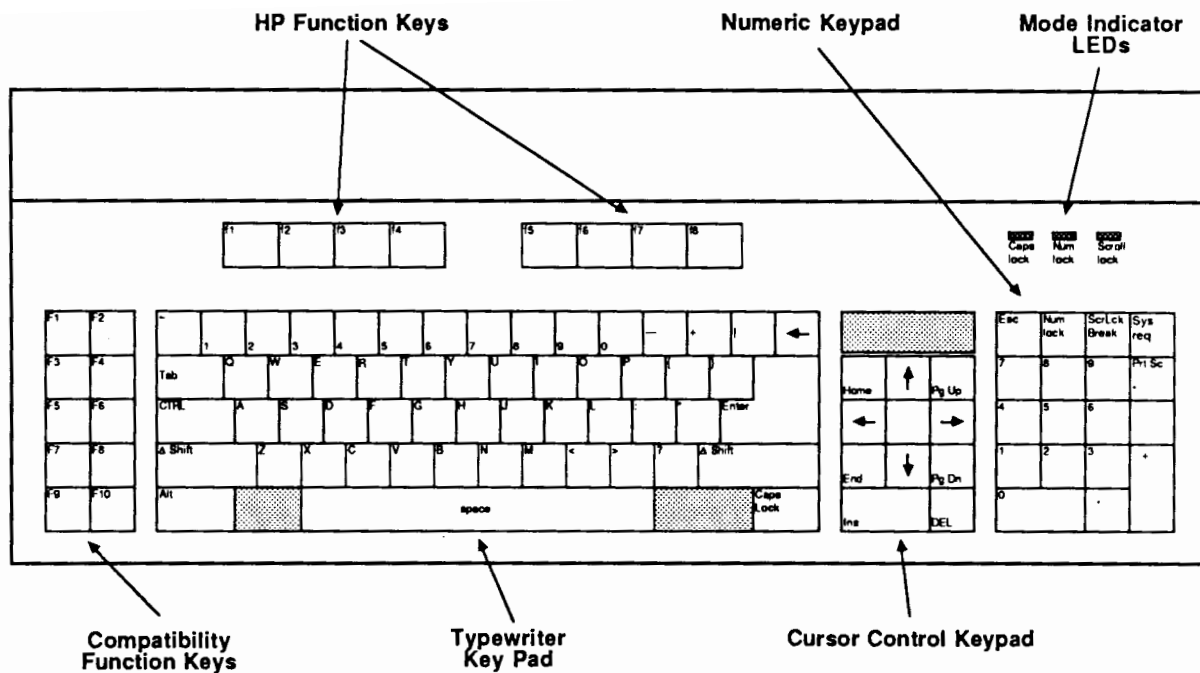 HP Function Keys
Numeric Keypad
Mode Indicator
LEDs
f1 f2 f3 f4 f5 f6 f7 f8
Caps lock
Num lock
Scroll lock
F1 F2
F3 F4
F5 F6
F7 F8
F9 F10
~ 1 2 3 4 5 6 7 8 9 0 — +
Tab Q W E R T Y U I O P
CTRL A S D F G H J K L : " Enter
Δ Shift Z X C V B N M < > ? Δ Shift
Alt space Caps Lock
Home ↑ Pg Up
← →
End ↓ Pg Dn
Ins DEL
Esc Num lock ScrLck Break Sys req
7 8 9 Prt Sc
4 5 6
1 2 3 +
0 .
Compatibility
Function Keys
Typewriter
Key Pad
Cursor Control Keypad